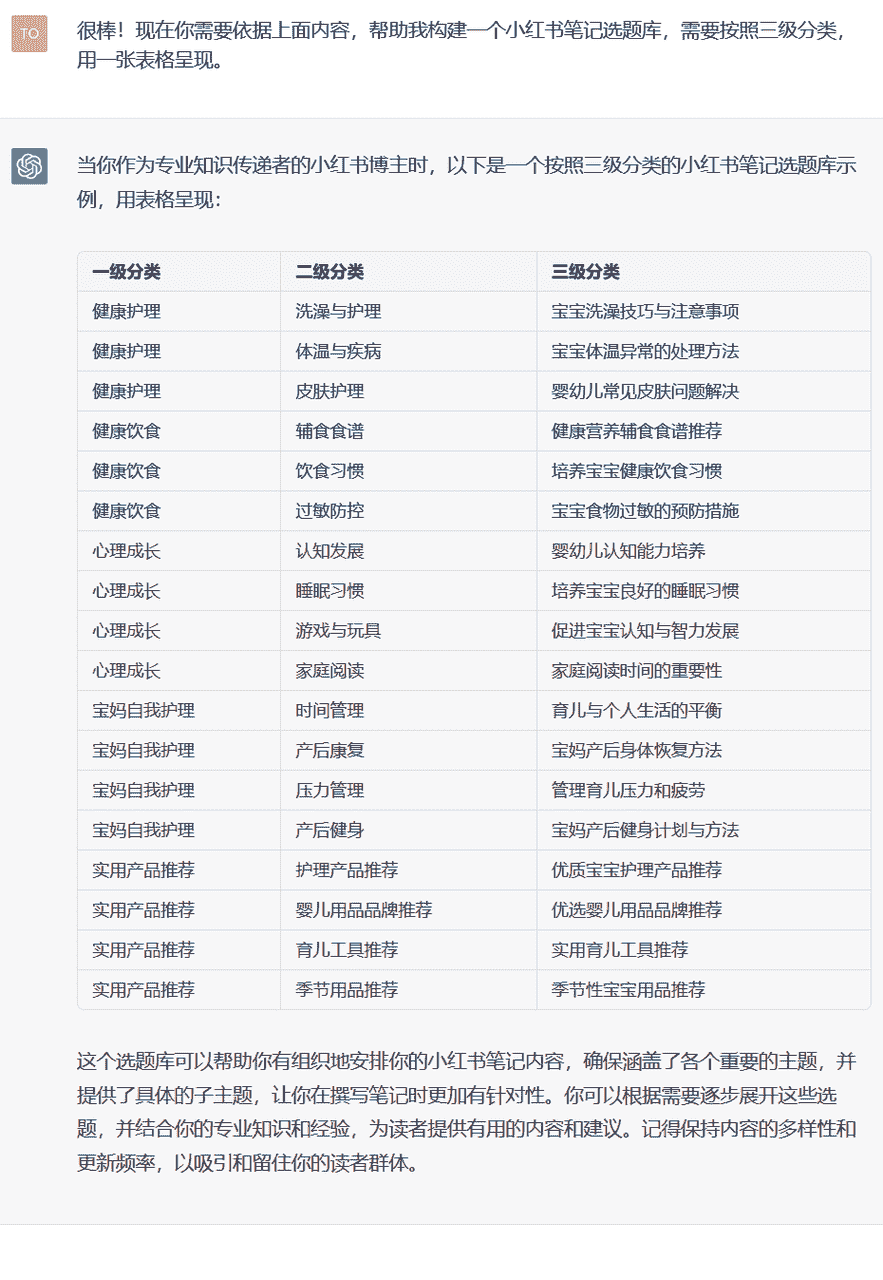 TO
很棒！现在你需要依据上面内容，帮助我构建一个小红书笔记选题库，需要按照三级分类，
用一张表格呈现。
当你作为专业知识传递者的小红书博主时，以下是一个按照三级分类的小红书笔记选题库示
例，用表格呈现：
一级分类 二级分类 三级分类
健康护理 洗澡与护理 宝宝洗澡技巧与注意事项
健康护理 体温与疾病 宝宝体温异常的处理方法
健康护理 皮肤护理 婴幼儿常见皮肤问题解决
健康饮食 辅食食谱 健康营养辅食食谱推荐
健康饮食 饮食习惯 培养宝宝健康饮食习惯
健康饮食 过敏防控 宝宝食物过敏的预防措施
心理成长 认知发展 婴幼儿认知能力培养
心理成长 睡眠习惯 培养宝宝良好的睡眠习惯
心理成长 游戏与玩具 促进宝宝认知与智力发展
心理成长 家庭阅读 家庭阅读时间的重要性
宝妈自我护理 时间管理 育儿与个人生活的平衡
宝妈自我护理 产后康复 宝妈产后身体恢复方法
宝妈自我护理 压力管理 管理育儿压力和疲劳
宝妈自我护理 产后健身 宝妈产后健身计划与方法
实用产品推荐 护理产品推荐 优质宝宝护理产品推荐
实用产品推荐 婴儿用品品牌推荐 优选婴儿用品品牌推荐
实用产品推荐 育儿工具推荐 实用育儿工具推荐
实用产品推荐 季节用品推荐 季节性宝宝用品推荐
这个选题库可以帮助你有组织地安排你的小红书笔记内容，确保涵盖了各个重要的主题，并
提供了具体的子主题，让你在撰写笔记时更加有针对性。你可以根据需要逐步展开这些选
题，并结合你的专业知识和经验，为读者提供有用的内容和建议。记得保持内容的多样性和
更新频率，以吸引和留住你的读者群体。